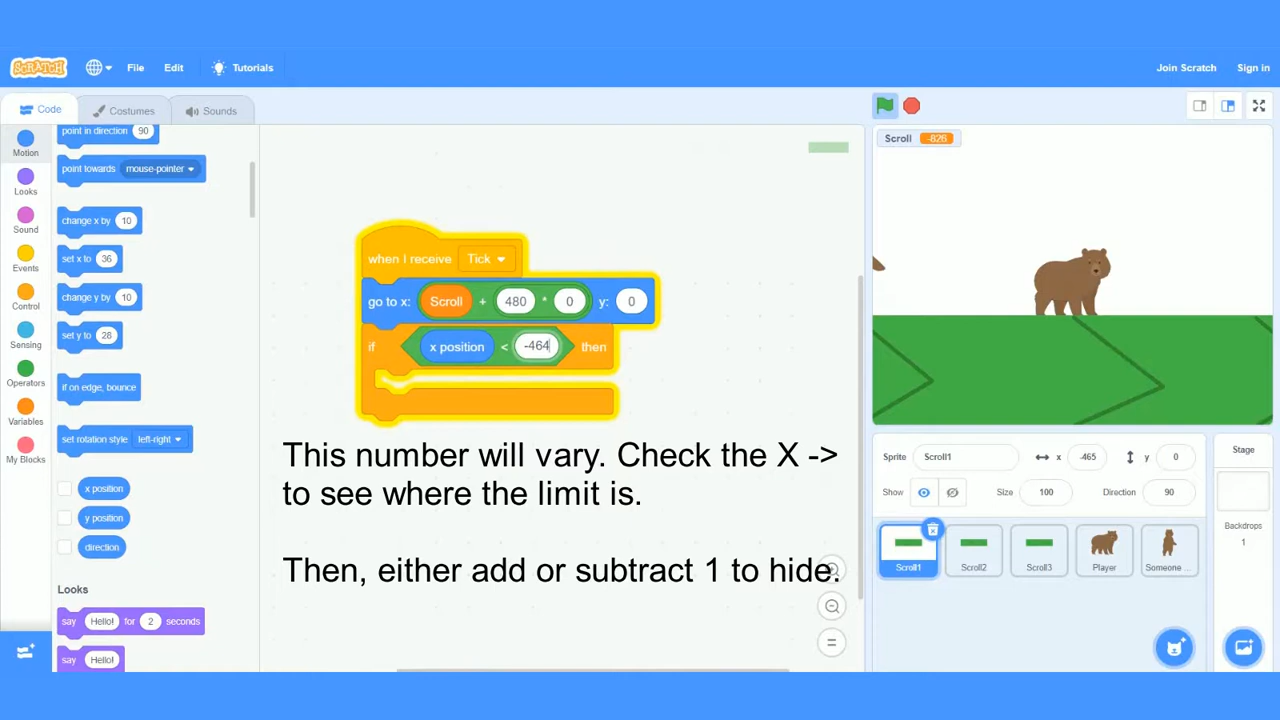 SCRATCH File Edit Tutorials Join Scratch Sign in
Code Costumes Sounds
Motion
Looks
Sound
Events
Control
Sensing
Operators
Variables
My Blocks
point in direction 90
point towards mouse-pointer
change x by 10
set x to 36
change y by 10
set y to 28
if on edge, bounce
set rotation style left-right
x position
y position
direction
Looks
say Hello! for 2 seconds
say Hello!
when I receive Tick
go to x: Scroll + 480 * 0 y: 0
if x position < -464 then
This number will vary. Check the X ->
to see where the limit is.
Then, either add or subtract 1 to hide.
=
Scroll -826
Sprite Scroll1 x -465 y 0
Show Size 100 Direction 90
Scroll1 Scroll2 Scroll3 Player Someone ...
Stage
Backdrops
1